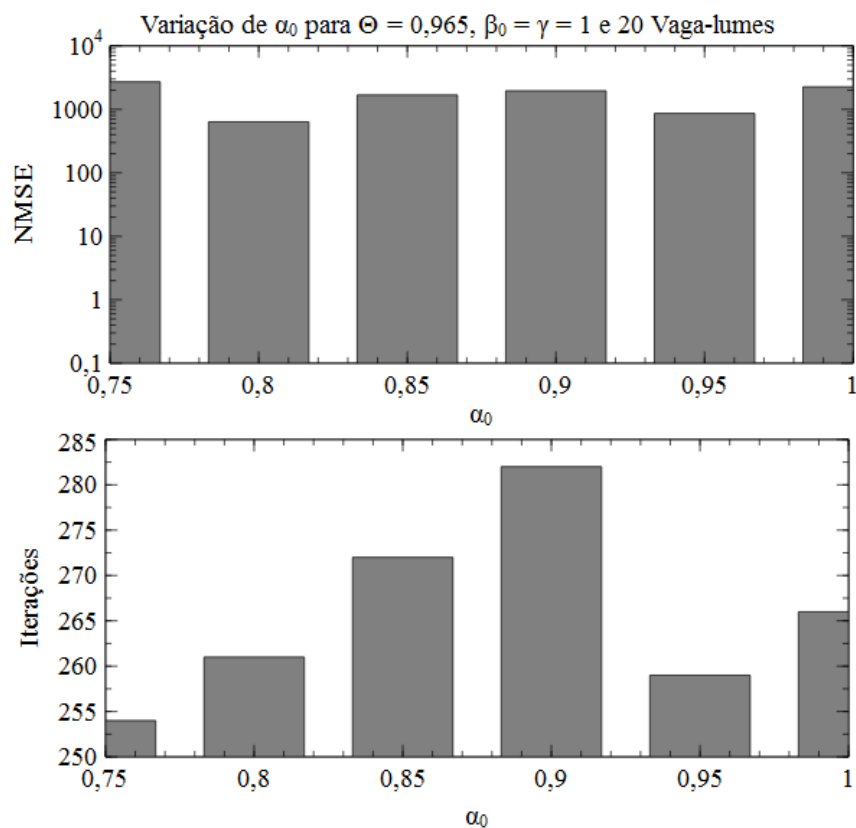 Variação de α₀ para Θ = 0,965, β₀ = γ = 1 e 20 Vaga-lumes
NMSE
10⁴
1000
100
10
1
0,1
0,75 0,8 0,85 0,9 0,95 1
α₀
Iterações
285
280
275
270
265
260
255
250
0,75 0,8 0,85 0,9 0,95 1
α₀